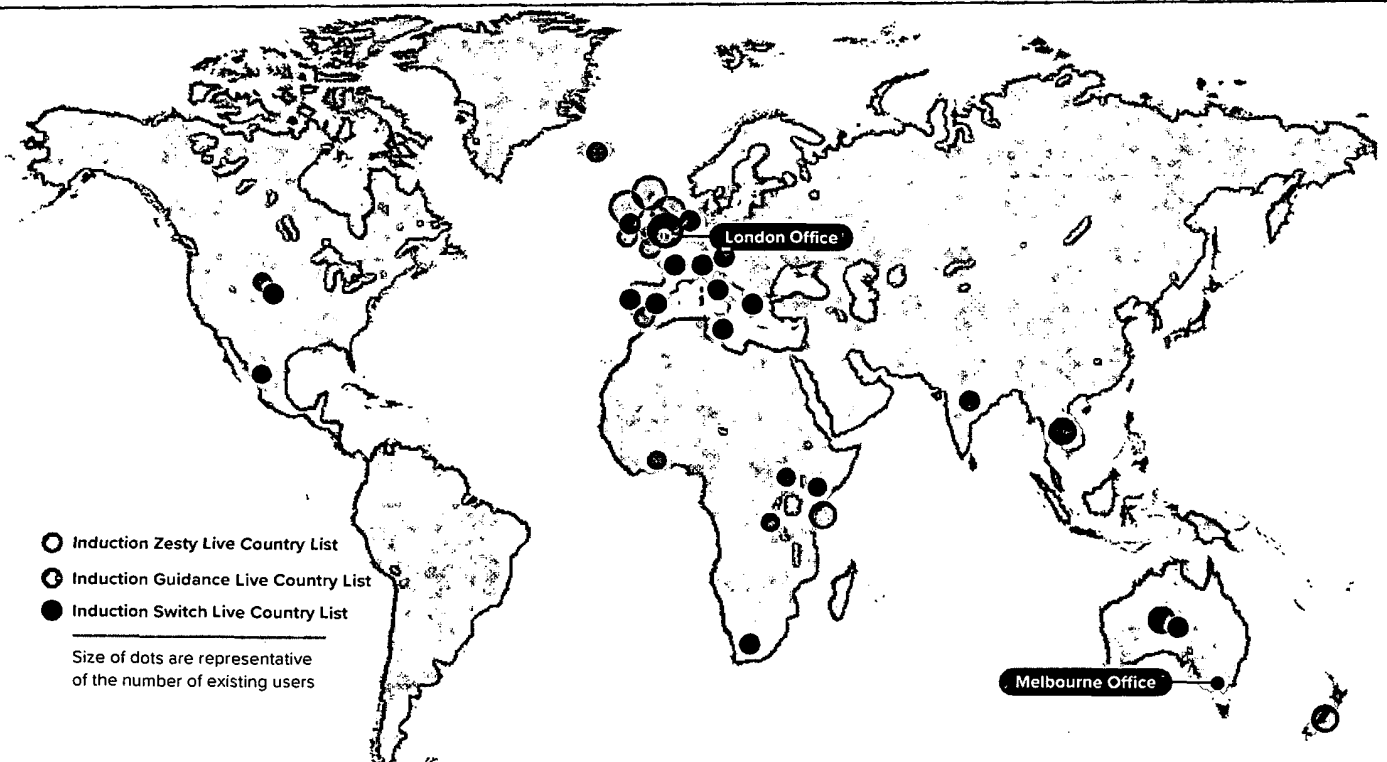 London Office
Induction Zesty Live Country List
Induction Guidance Live Country List
Induction Switch Live Country List
Size of dots are representative
of the number of existing users
Melbourne Office